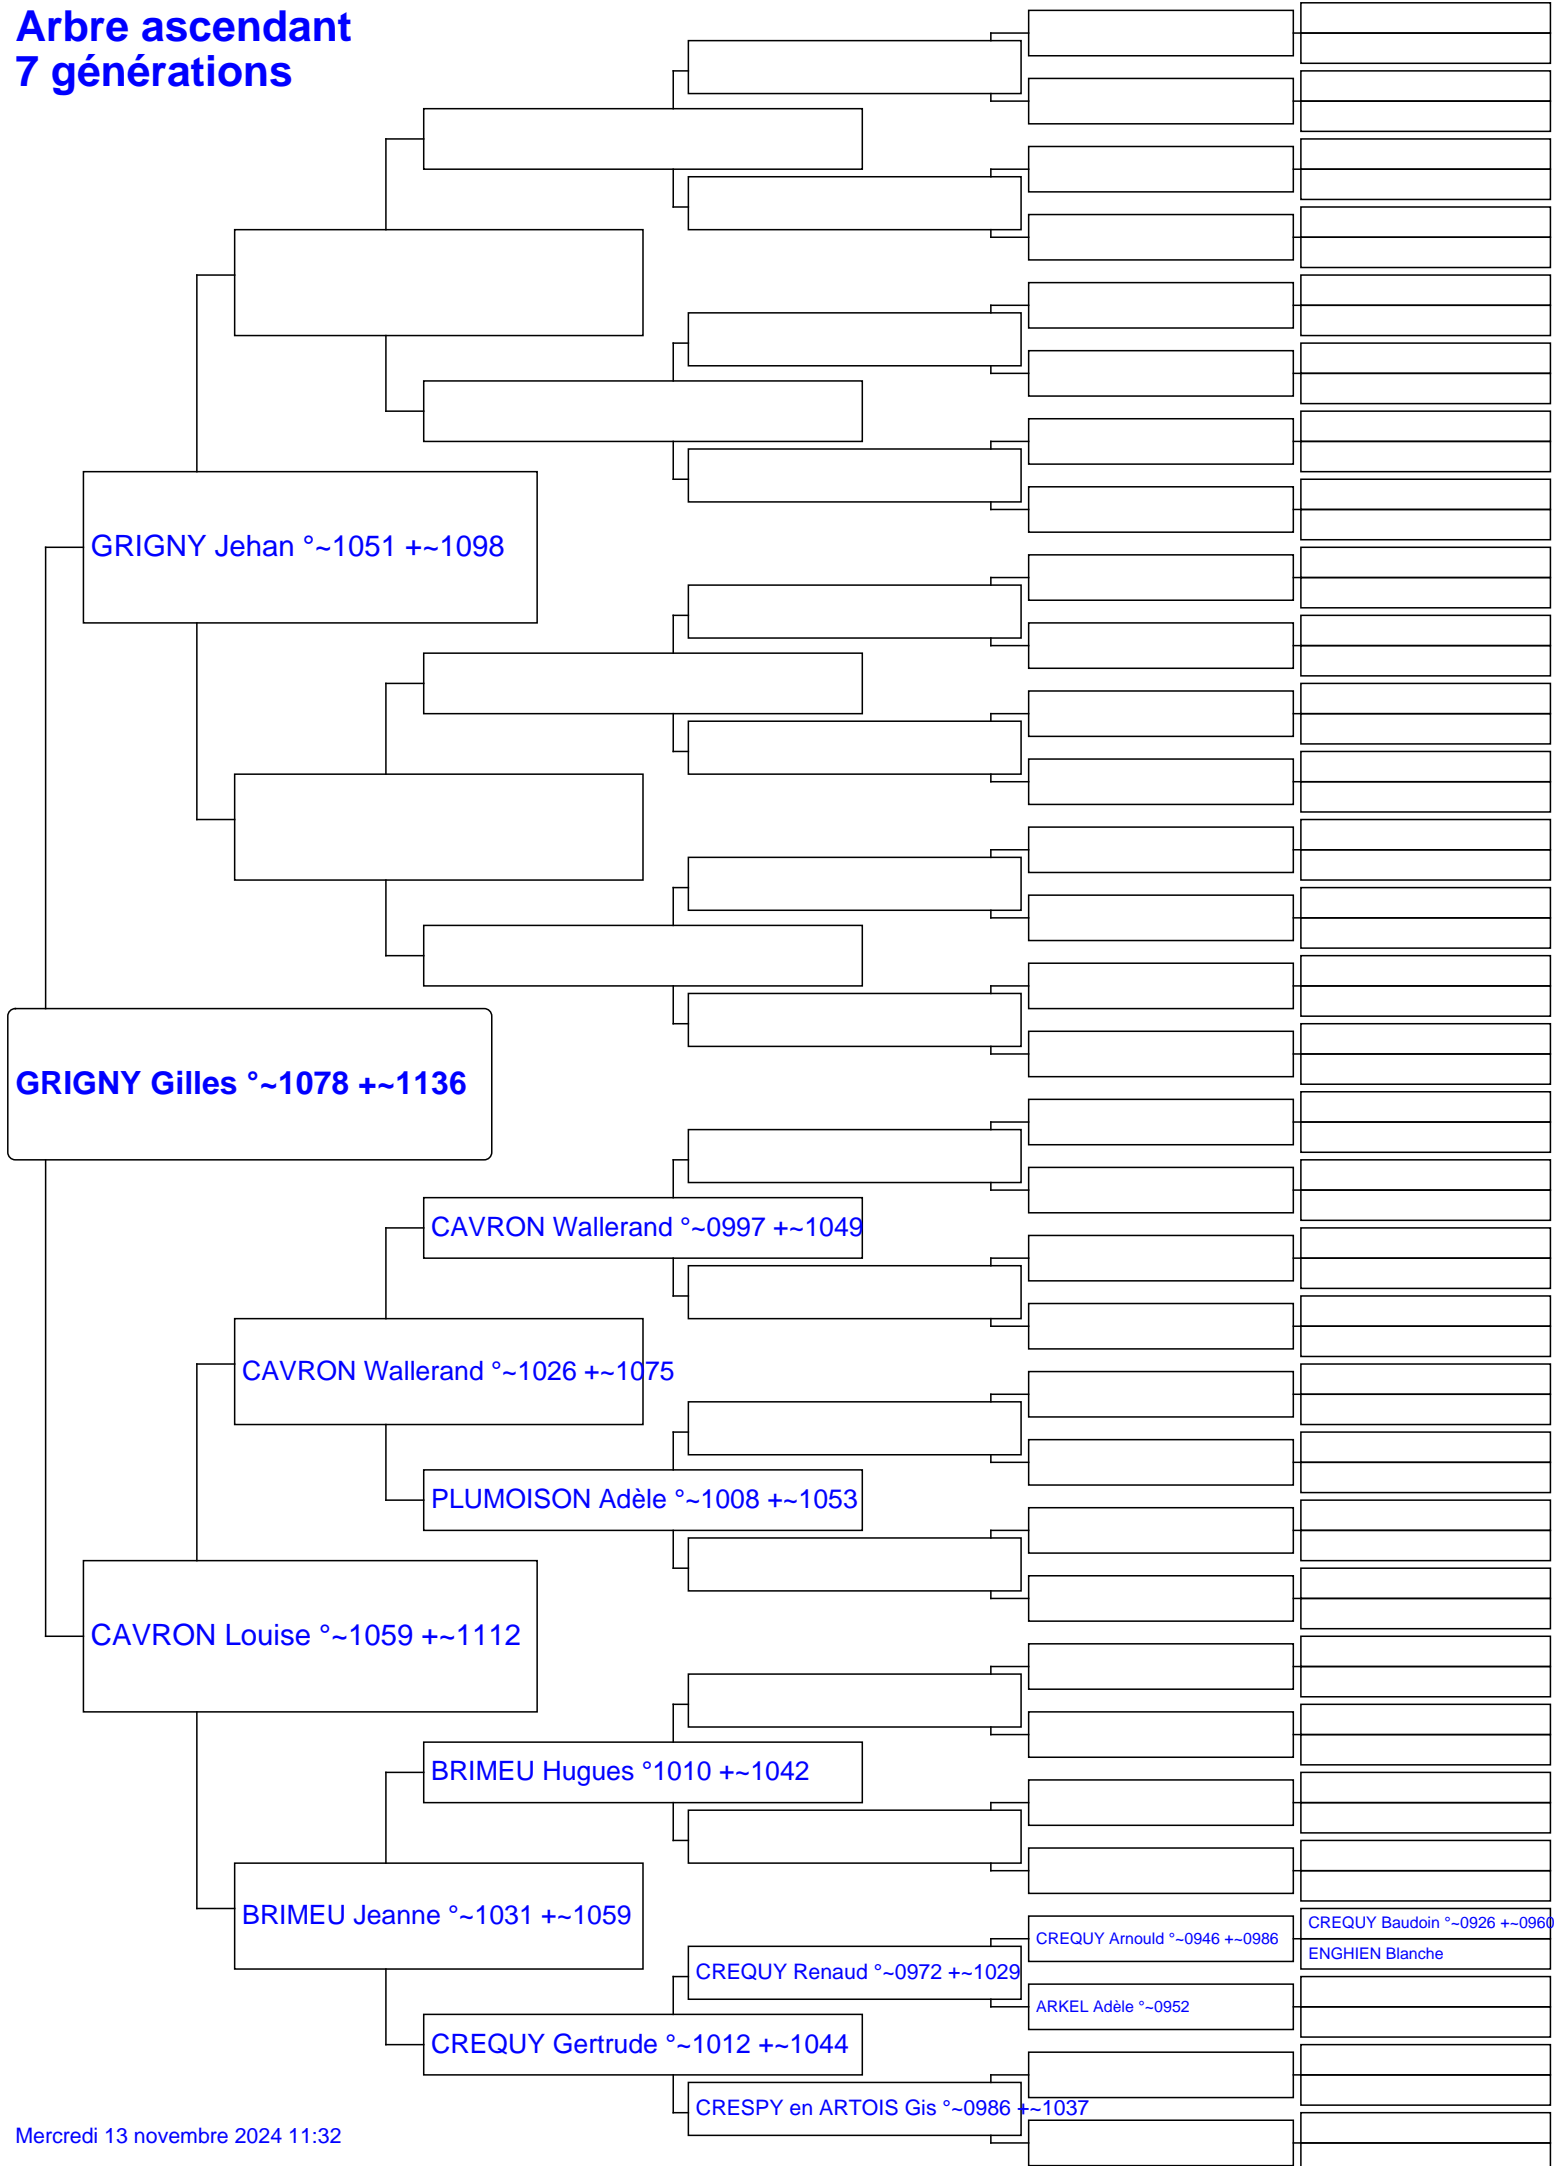 Arbre ascendant
7 générations
GRIGNY Jehan °~1051 +~1098
GRIGNY Gilles °~1078 +~1136
CAVRON Wallerand °~0997 +~1049
CAVRON Wallerand °~1026 +~1075
PLUMOISON Adèle °~1008 +~1053
CAVRON Louise °~1059 +~1112
BRIMEU Hugues °1010 +~1042
BRIMEU Jeanne °~1031 +~1059
CREQUY Baudoin °~0926 +~0960
CREQUY Arnould °~0946 +~0986
ENGHIEN Blanche
CREQUY Renaud °~0972 +~1029
ARKEL Adèle °~0952
CREQUY Gertrude °~1012 +~1044
CRESPY en ARTOIS Gis °~0986 +~1037
Mercredi 13 novembre 2024 11:32